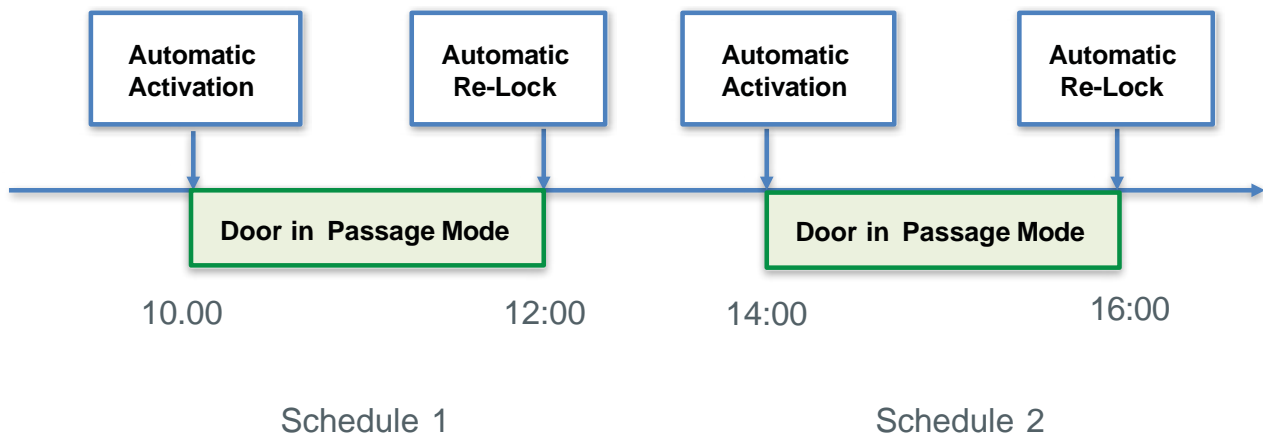 Automatic
Activation
Automatic
Re-Lock
Automatic
Activation
Automatic
Re-Lock
Door in Passage Mode
Door in Passage Mode
10.00
12:00
14:00
16:00
Schedule 1
Schedule 2